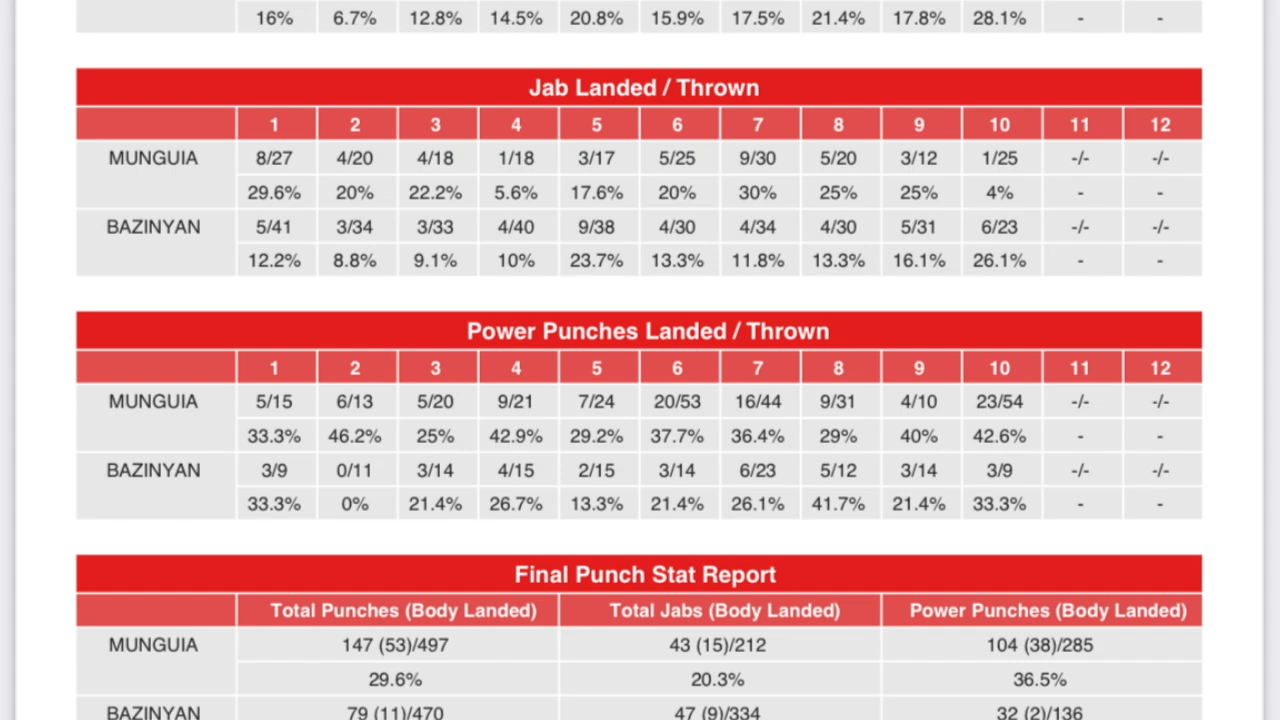 16% 6.7% 12.8% 14.5% 20.8% 15.9% 17.5% 21.4% 17.8% 28.1% - -
Jab Landed / Thrown
1 2 3 4 5 6 7 8 9 10 11 12
MUNGUIA 8/27 4/20 4/18 1/18 3/17 5/25 9/30 5/20 3/12 1/25 -/- -/-
29.6% 20% 22.2% 5.6% 17.6% 20% 30% 25% 25% 4% - -
BAZINYAN 5/41 3/34 3/33 4/40 9/38 4/30 4/34 4/30 5/31 6/23 -/- -/-
12.2% 8.8% 9.1% 10% 23.7% 13.3% 11.8% 13.3% 16.1% 26.1% - -
Power Punches Landed / Thrown
1 2 3 4 5 6 7 8 9 10 11 12
MUNGUIA 5/15 6/13 5/20 9/21 7/24 20/53 16/44 9/31 4/10 23/54 -/- -/-
33.3% 46.2% 25% 42.9% 29.2% 37.7% 36.4% 29% 40% 42.6% - -
BAZINYAN 3/9 0/11 3/14 4/15 2/15 3/14 6/23 5/12 3/14 3/9 -/- -/-
33.3% 0% 21.4% 26.7% 13.3% 21.4% 26.1% 41.7% 21.4% 33.3% - -
Final Punch Stat Report
Total Punches (Body Landed) Total Jabs (Body Landed) Power Punches (Body Landed)
MUNGUIA 147 (53)/497 43 (15)/212 104 (38)/285
29.6% 20.3% 36.5%
BAZINYAN 79 (11)/470 47 (9)/334 32 (2)/136